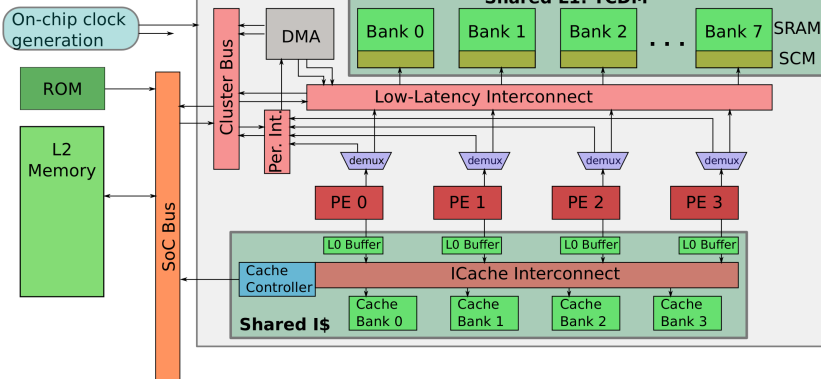 Shared L1: TCDM
On-chip clock
generation
DMA
Bank 0
Bank 1
Bank 2
. . .
Bank 7
SRAM
SCM
ROM
Cluster Bus
Low-Latency Interconnect
Per. Int.
L2
Memory
demux
demux
demux
demux
SoC Bus
PE 0
PE 1
PE 2
PE 3
L0 Buffer
L0 Buffer
L0 Buffer
L0 Buffer
Cache
Controller
ICache Interconnect
Shared I$
Cache
Bank 0
Cache
Bank 1
Cache
Bank 2
Cache
Bank 3